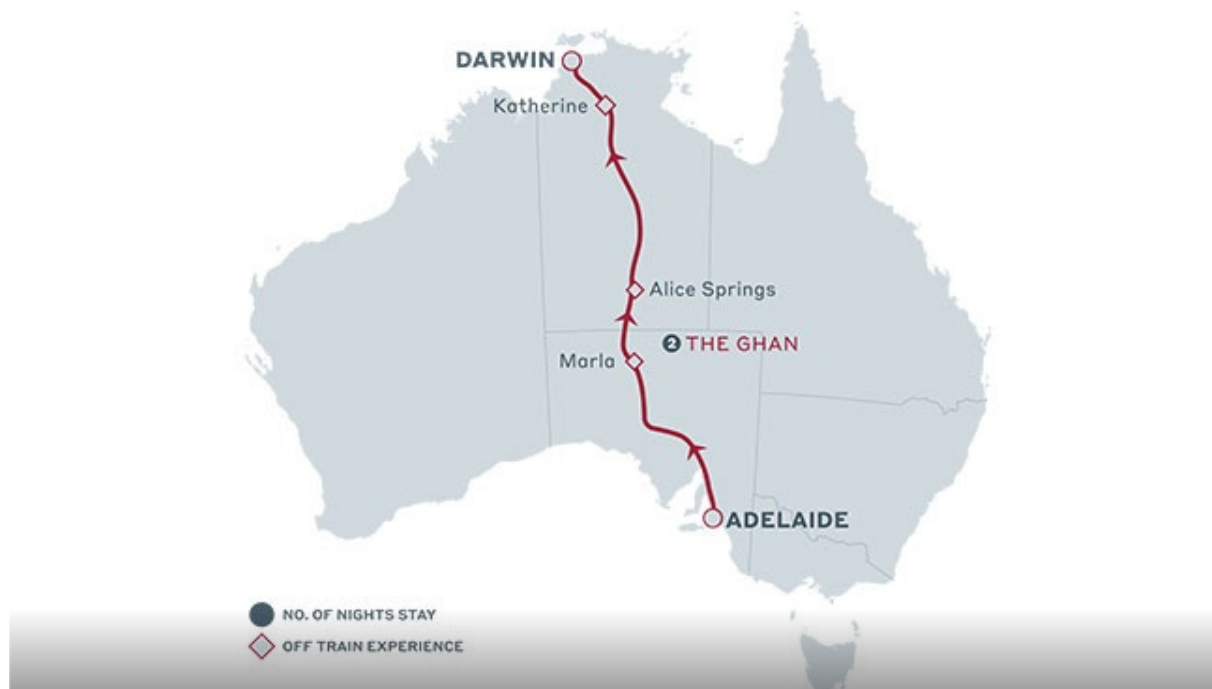 DARWIN
Katherine
Alice Springs
2 THE GHAN
Marla
ADELAIDE
NO. OF NIGHTS STAY
OFF TRAIN EXPERIENCE